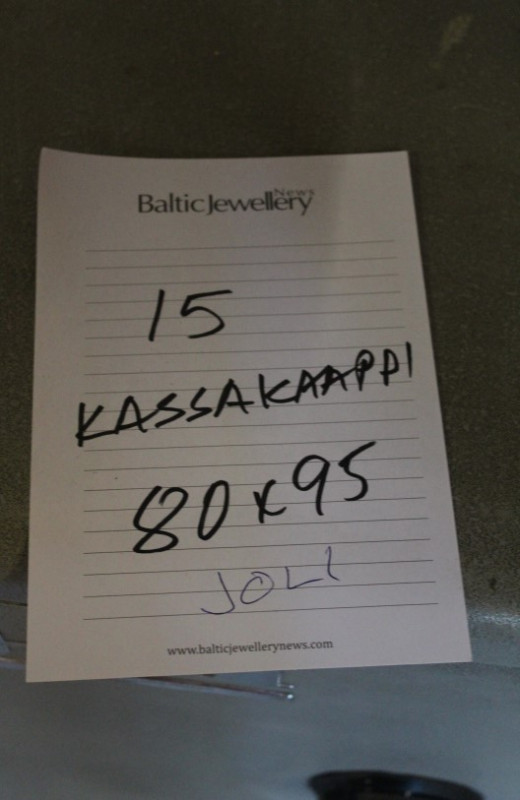 Baltic Jewellery News
15
KASSAKAAPPI
80x95
JOLI
www.balticjewellerynews.com